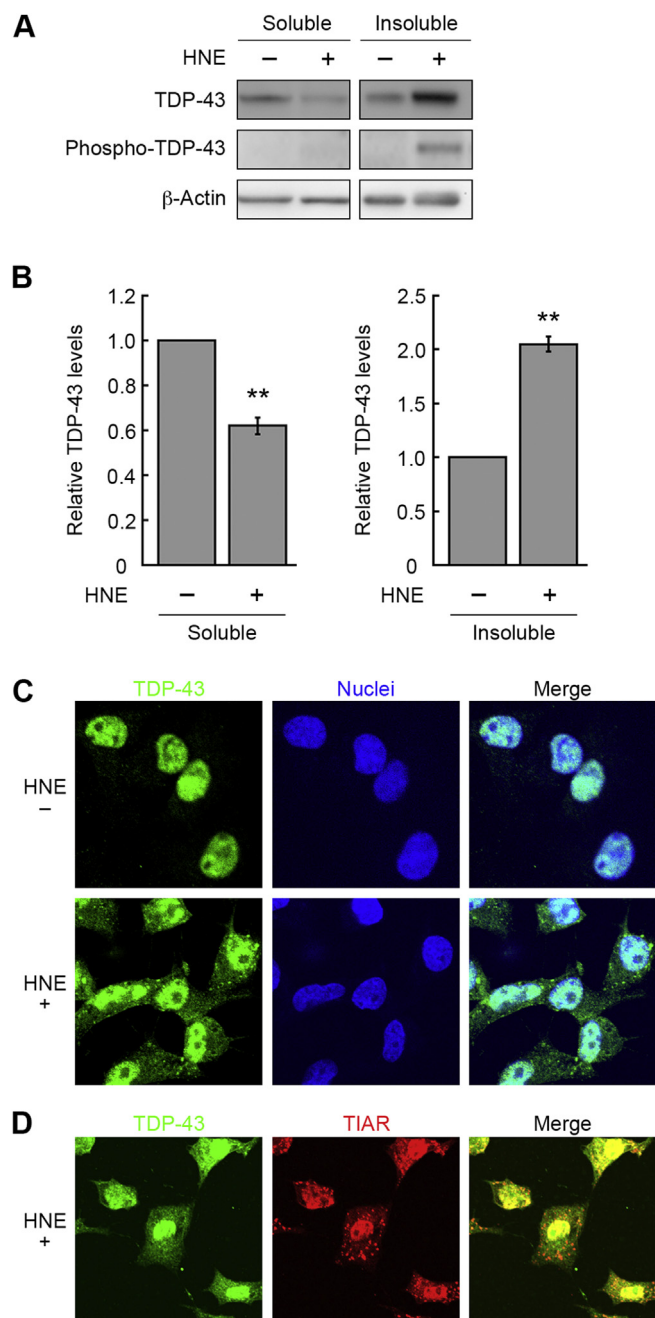 A
Soluble Insoluble
HNE − + − +
TDP-43
Phospho-TDP-43
β-Actin
B
Relative TDP-43 levels
1.2
1.0
0.8
0.6
0.4
0.2
0
**
HNE − +
Soluble
Relative TDP-43 levels
2.5
2.0
1.5
1.0
0.5
0
**
HNE − +
Insoluble
C
TDP-43 Nuclei Merge
HNE
−
HNE
+
D
TDP-43 TIAR Merge
HNE
+